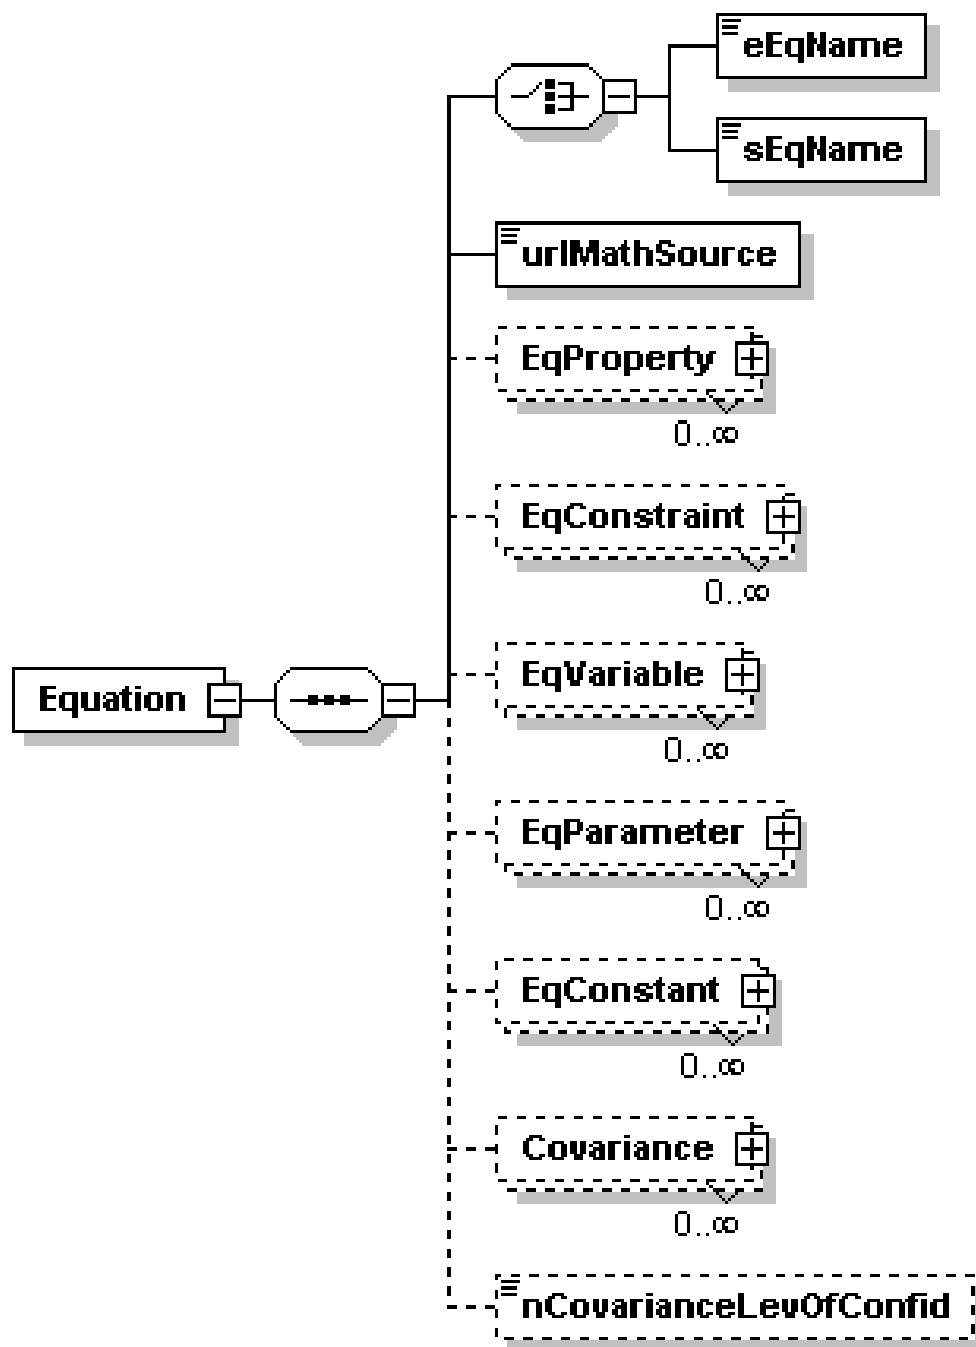 eEqName
sEqName
urlMathSource
EqProperty
0..∞
EqConstraint
0..∞
Equation
EqVariable
0..∞
EqParameter
0..∞
EqConstant
0..∞
Covariance
0..∞
nCovarianceLevOfConfid